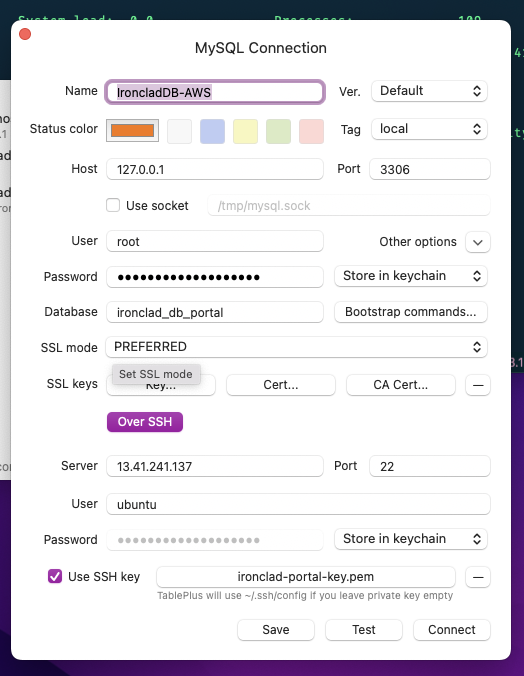 System load: 0.0 Processes: 109
MySQL Connection
Name IroncladDB-AWS Ver. Default
Status color Tag local
Host 127.0.0.1 Port 3306
Use socket /tmp/mysql.sock
User root Other options
Password ●●●●●●●●●●●●●●●●●●● Store in keychain
Database ironclad_db_portal Bootstrap commands...
SSL mode PREFERRED
Set SSL mode
SSL keys Key... Cert... CA Cert...
Over SSH
Server 13.41.241.137 Port 22
User ubuntu
Password ●●●●●●●●●●●●●●●●●●● Store in keychain
Use SSH key ironclad-portal-key.pem
TablePlus will use ~/.ssh/config if you leave private key empty
Save Test Connect